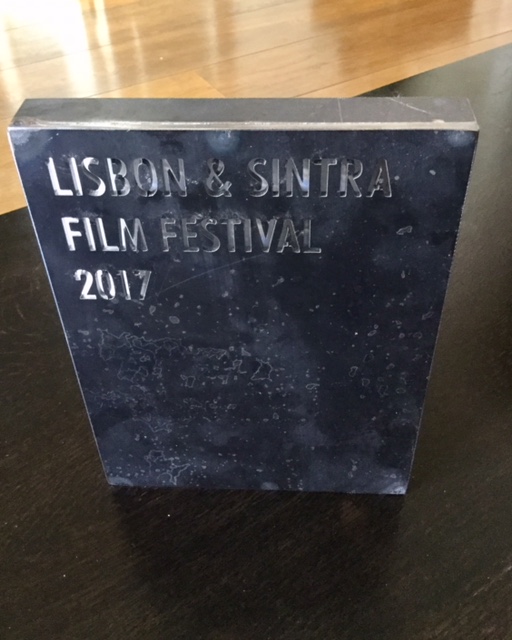 LISBON & SINTRA
FILM FESTIVAL
2017